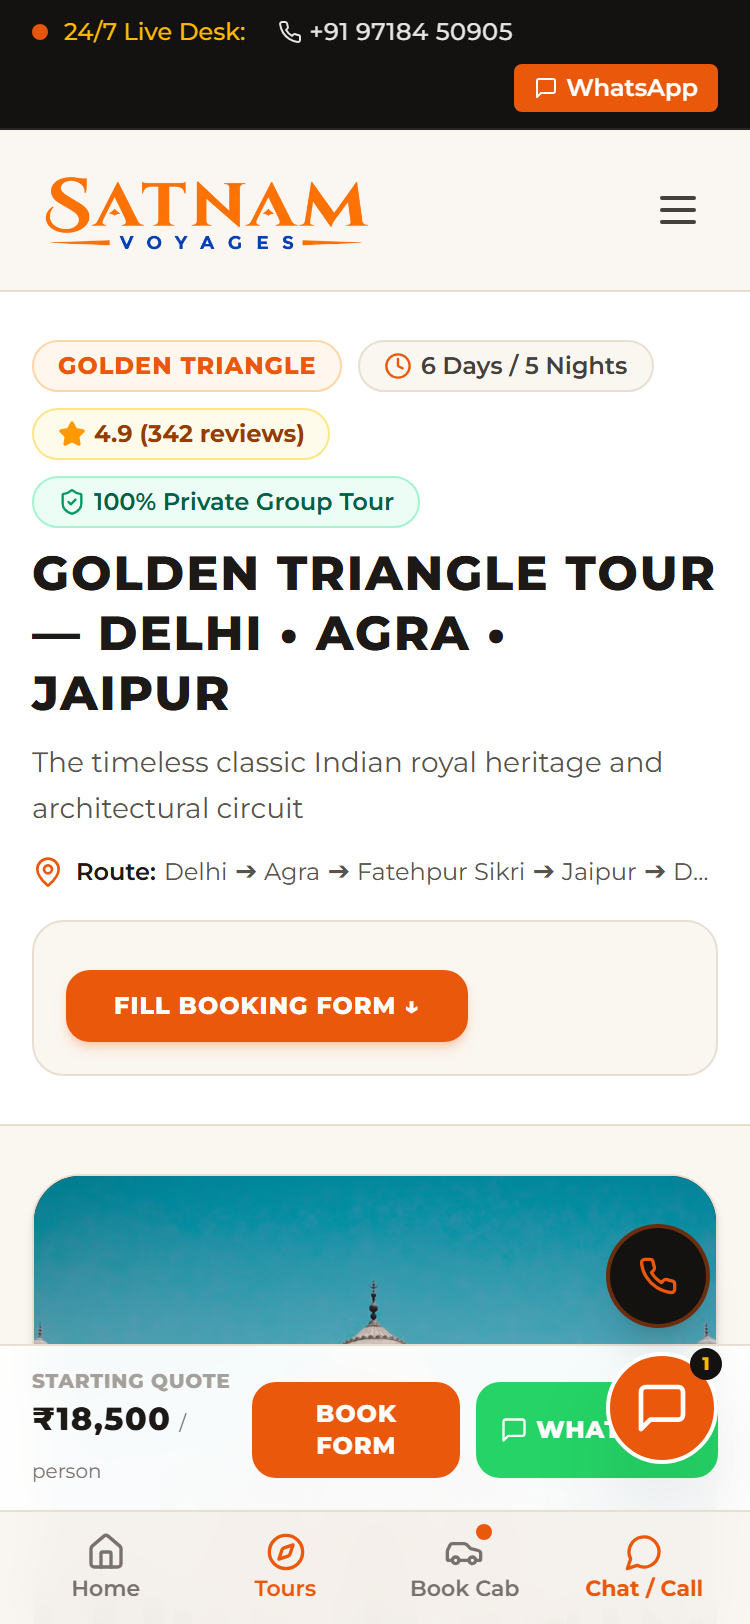 24/7 Live Desk: +91 97184 50905
WhatsApp
SATNAM
VOYAGES
GOLDEN TRIANGLE
6 Days / 5 Nights
4.9 (342 reviews)
100% Private Group Tour
GOLDEN TRIANGLE TOUR
— DELHI • AGRA •
JAIPUR
The timeless classic Indian royal heritage and
architectural circuit
Route: Delhi ➔ Agra ➔ Fatehpur Sikri ➔ Jaipur ➔ D...
FILL BOOKING FORM ↓
STARTING QUOTE
₹18,500 /
person
BOOK
FORM
WHAT
1
Home
Tours
Book Cab
Chat / Call